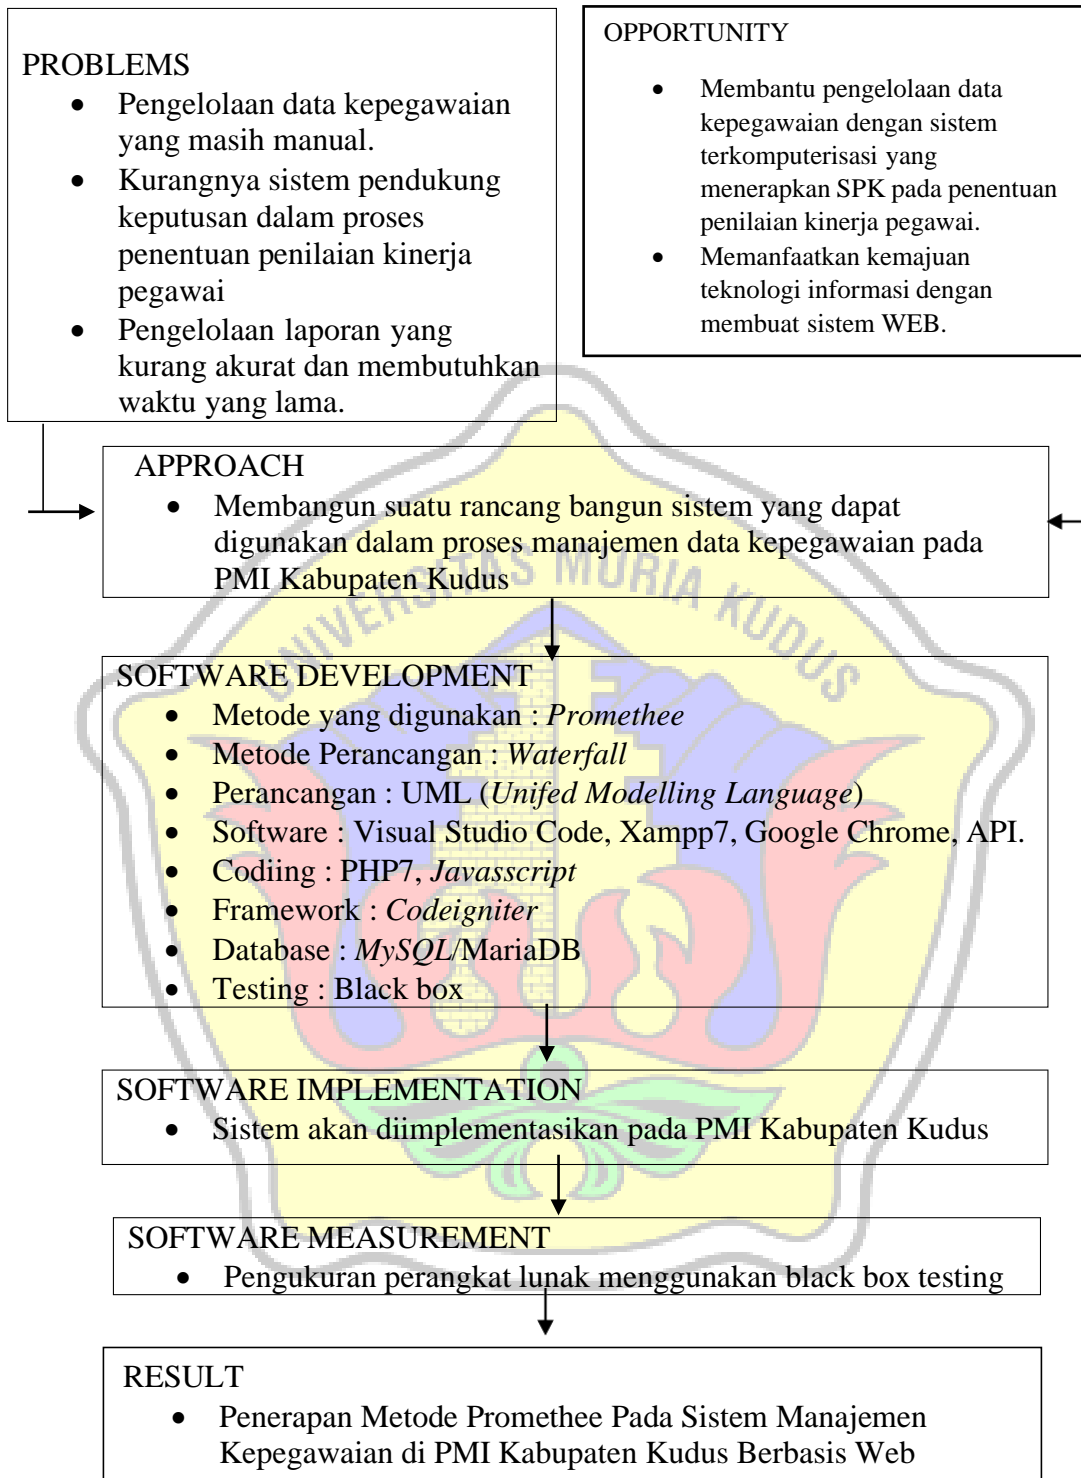 PROBLEMS
• Pengelolaan data kepegawaian
yang masih manual.
• Kurangnya sistem pendukung
keputusan dalam proses
penentuan penilaian kinerja
pegawai
• Pengelolaan laporan yang
kurang akurat dan membutuhkan
waktu yang lama.
OPPORTUNITY
• Membantu pengelolaan data
kepegawaian dengan sistem
terkomputerisasi yang
menerapkan SPK pada penentuan
penilaian kinerja pegawai.
• Memanfaatkan kemajuan
teknologi informasi dengan
membuat sistem WEB.
APPROACH
• Membangun suatu rancang bangun sistem yang dapat
digunakan dalam proses manajemen data kepegawaian pada
PMI Kabupaten Kudus
UNIVERSITAS MURIA KUDUS
SOFTWARE DEVELOPMENT
• Metode yang digunakan : Promethee
• Metode Perancangan : Waterfall
• Perancangan : UML (Unifed Modelling Language)
• Software : Visual Studio Code, Xampp7, Google Chrome, API.
• Codiing : PHP7, Javasscript
• Framework : Codeigniter
• Database : MySQL/MariaDB
• Testing : Black box
SOFTWARE IMPLEMENTATION
• Sistem akan diimplementasikan pada PMI Kabupaten Kudus
SOFTWARE MEASUREMENT
• Pengukuran perangkat lunak menggunakan black box testing
RESULT
• Penerapan Metode Promethee Pada Sistem Manajemen
Kepegawaian di PMI Kabupaten Kudus Berbasis Web